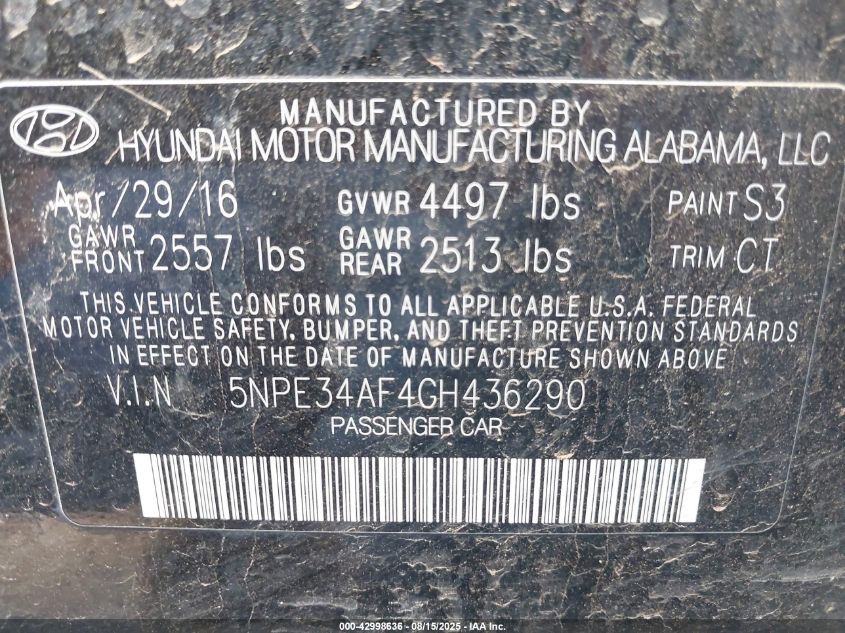 MANUFACTURED BY
HYUNDAI MOTOR MANUFACTURING ALABAMA, LLC
Apr/29/16 GVWR 4497 lbs PAINT S3
GAWR FRONT 2557 lbs GAWR REAR 2513 lbs TRIM CT
THIS VEHICLE CONFORMS TO ALL APPLICABLE U.S.A. FEDERAL
MOTOR VEHICLE SAFETY, BUMPER, AND THEFT PREVENTION STANDARDS
IN EFFECT ON THE DATE OF MANUFACTURE SHOWN ABOVE
V.I.N 5NPE34AF4GH436290
PASSENGER CAR
000-42998636 - 08/15/2025 - IAA Inc.